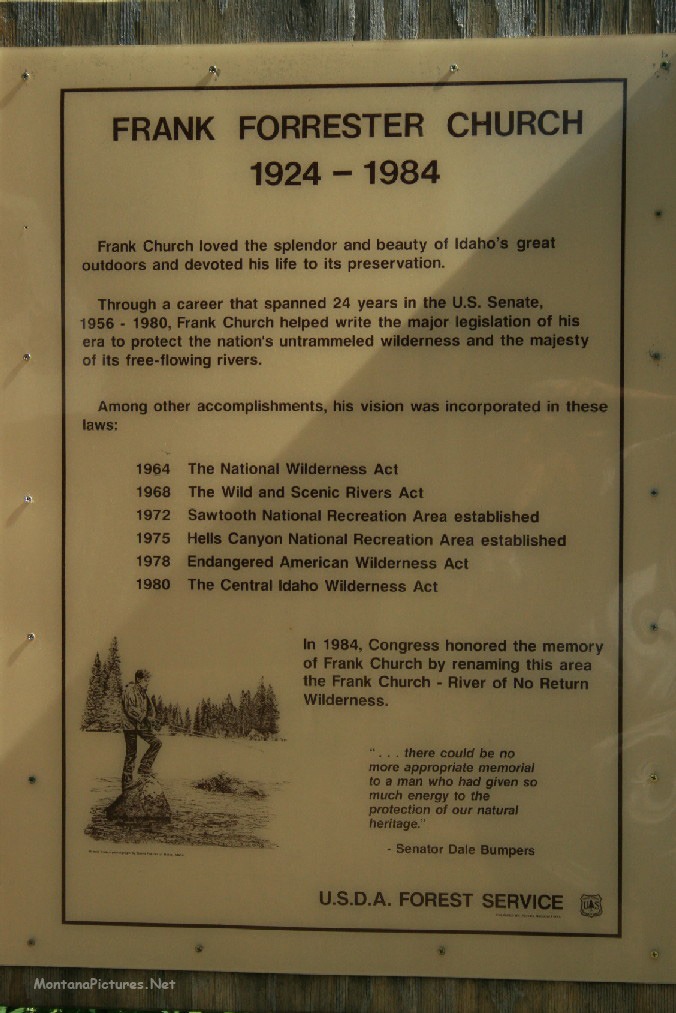 FRANK FORRESTER CHURCH
1924 – 1984
Frank Church loved the splendor and beauty of Idaho's great
outdoors and devoted his life to its preservation.
Through a career that spanned 24 years in the U.S. Senate,
1956 - 1980, Frank Church helped write the major legislation of his
era to protect the nation's untrammeled wilderness and the majesty
of its free-flowing rivers.
Among other accomplishments, his vision was incorporated in these
laws:
1964 The National Wilderness Act
1968 The Wild and Scenic Rivers Act
1972 Sawtooth National Recreation Area established
1975 Hells Canyon National Recreation Area established
1978 Endangered American Wilderness Act
1980 The Central Idaho Wilderness Act
In 1984, Congress honored the memory
of Frank Church by renaming this area
the Frank Church - River of No Return
Wilderness.
". . . there could be no
more appropriate memorial
to a man who had given so
much energy to the
protection of our natural
heritage."
- Senator Dale Bumpers
U.S.D.A. FOREST SERVICE
U S
MontanaPictures.Net